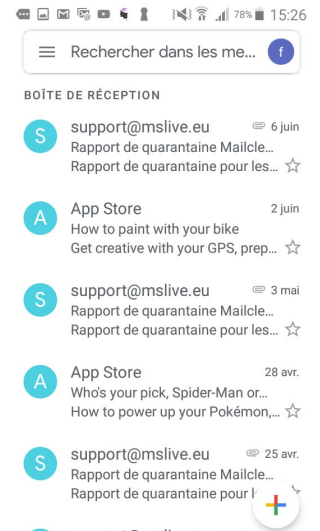 78% 15:26
Rechercher dans les me... f
BOÎTE DE RÉCEPTION
S support@mslive.eu 6 juin
Rapport de quarantaine Mailcle...
Rapport de quarantaine pour les...
A App Store 2 juin
How to paint with your bike
Get creative with your GPS, prep...
S support@mslive.eu 3 mai
Rapport de quarantaine Mailcle...
Rapport de quarantaine pour les...
A App Store 28 avr.
Who's your pick, Spider-Man or...
How to power up your Pokémon,...
S support@mslive.eu 25 avr.
Rapport de quarantaine Mailcle...
Rapport de quarantaine pour